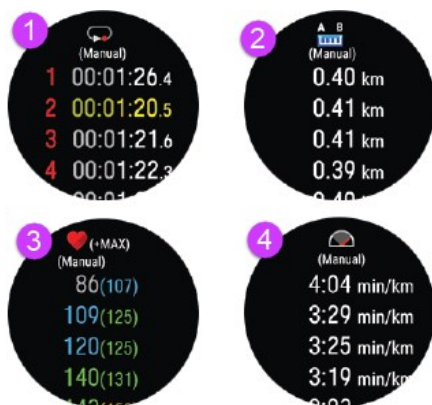 1
(Manual)
1 00:01:26.4
2 00:01:20.5
3 00:01:21.6
4 00:01:22.3
2
A B
(Manual)
0.40 km
0.41 km
0.41 km
0.39 km
3
(+MAX)
(Manual)
86(107)
109(125)
120(125)
140(131)
4
(Manual)
4:04 min/km
3:29 min/km
3:25 min/km
3:19 min/km